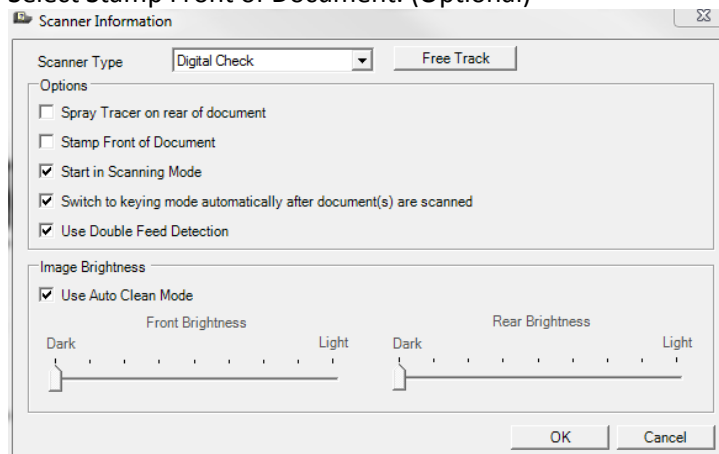 Select Stamp Front of Document. (Optional)
Scanner Information
Scanner Type Digital Check Free Track
Options
Spray Tracer on rear of document
Stamp Front of Document
Start in Scanning Mode
Switch to keying mode automatically after document(s) are scanned
Use Double Feed Detection
Image Brightness
Use Auto Clean Mode
Front Brightness Rear Brightness
Dark Light Dark Light
OK Cancel